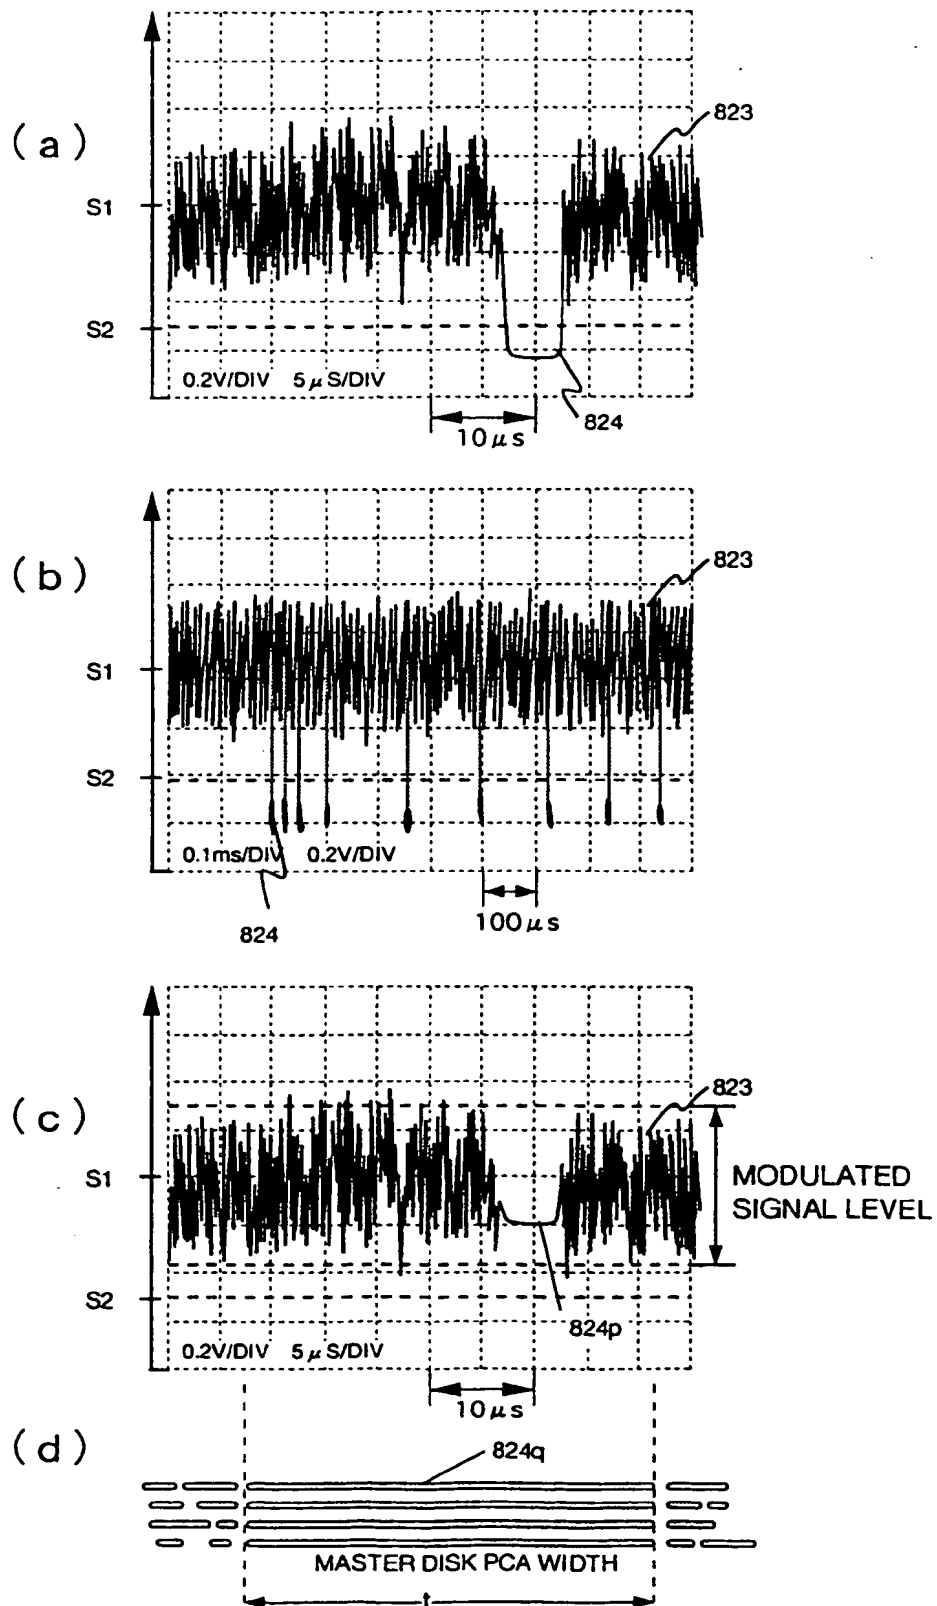 (a)
823
S1
S2
0.2V/DIV 5μS/DIV
824
10μs
(b)
823
S1
S2
0.1ms/DIV 0.2V/DIV
100μs
824
(c)
823
S1
MODULATED
SIGNAL LEVEL
S2
824p
0.2V/DIV 5μS/DIV
10μs
(d)
824q
MASTER DISK PCA WIDTH
t